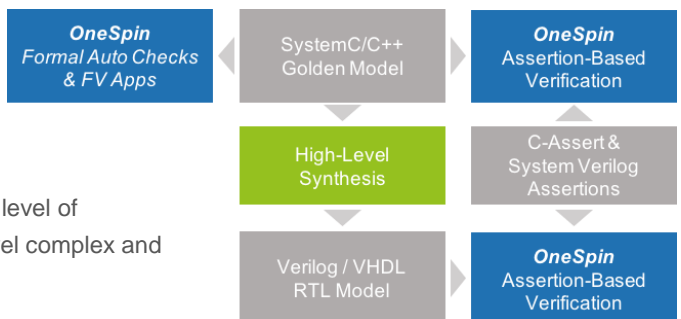 OneSpin
Formal Auto Checks
& FV Apps
SystemC/C++
Golden Model
OneSpin
Assertion-Based
Verification
High-Level
Synthesis
C-Assert &
System Verilog
Assertions
level of
el complex and
Verilog / VHDL
RTL Model
OneSpin
Assertion-Based
Verification